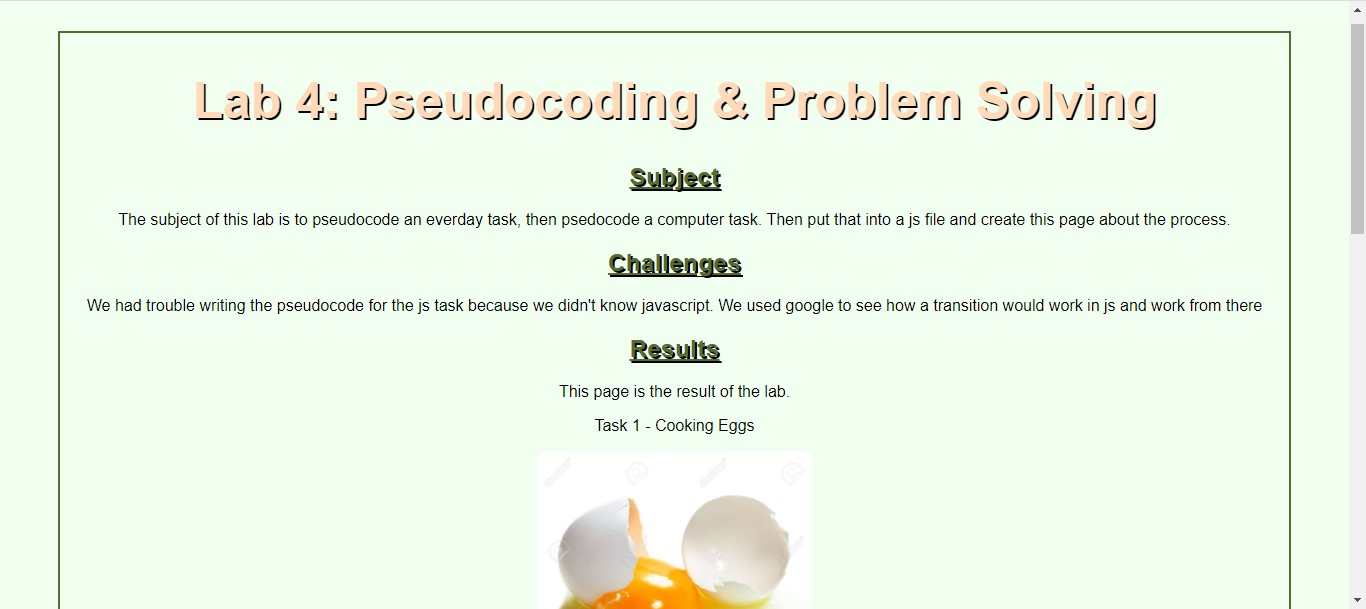 Lab 4: Pseudocoding & Problem Solving
Subject
The subject of this lab is to pseudocode an everday task, then psedocode a computer task. Then put that into a js file and create this page about the process.
Challenges
We had trouble writing the pseudocode for the js task because we didn't know javascript. We used google to see how a transition would work in js and work from there
Results
This page is the result of the lab.
Task 1 - Cooking Eggs